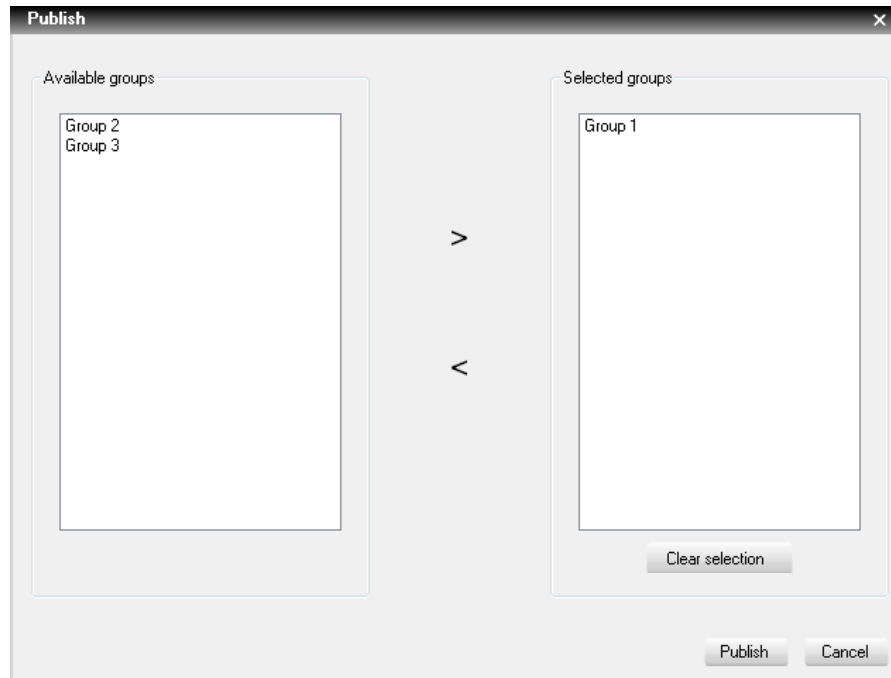 Publish
×
Available groups
Group 2
Group 3
>
<
Selected groups
Group 1
Clear selection
Publish
Cancel